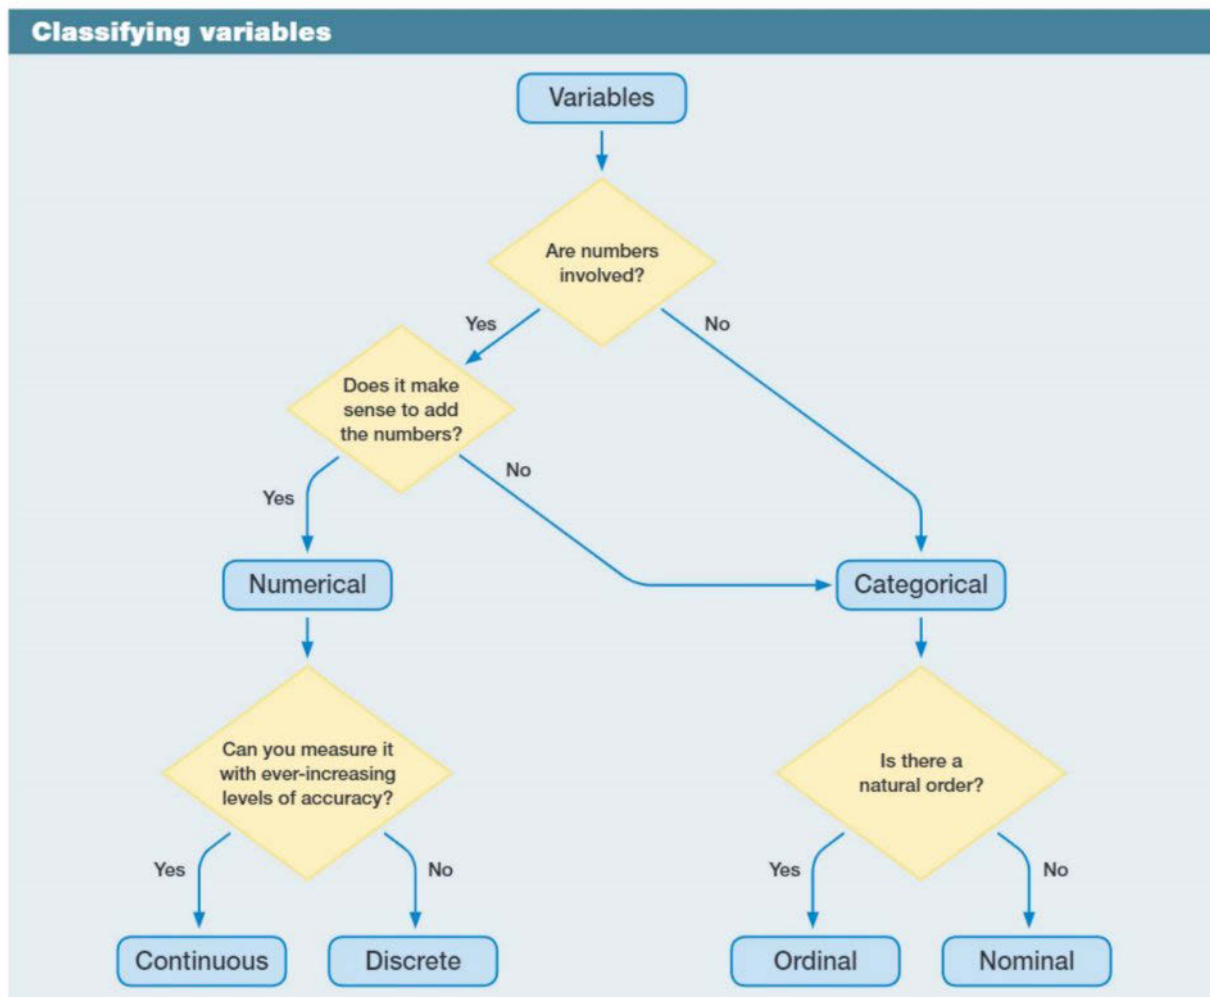 Classifying variables
Variables
Are numbers
involved?
Yes
No
Does it make
sense to add
the numbers?
Yes
No
Numerical
Categorical
Can you measure it
with ever-increasing
levels of accuracy?
Is there a
natural order?
Yes
No
Yes
No
Continuous
Discrete
Ordinal
Nominal